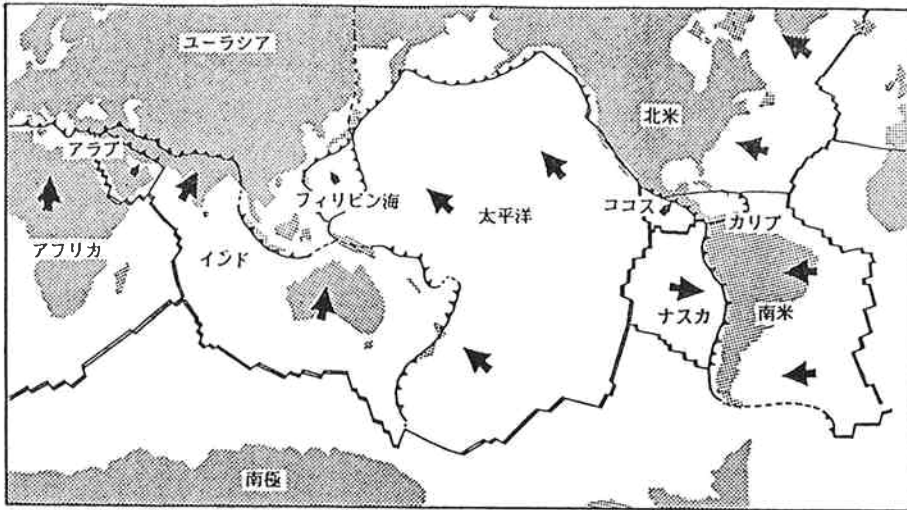 ユーラシア
北米
アラブ
フィリピン海
太平洋
ココス
カリブ
アフリカ
インド
ナスカ
南米
南極